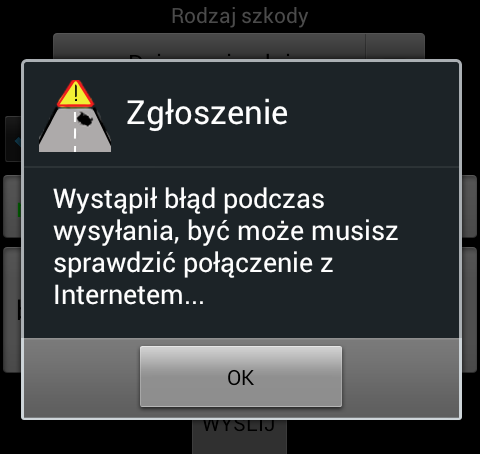 Rodzaj szkody
Zgłoszenie
Wystąpił błąd podczas
wysyłania, być może musisz
sprawdzić połączenie z
Internetem...
OK
WYŚLIJ